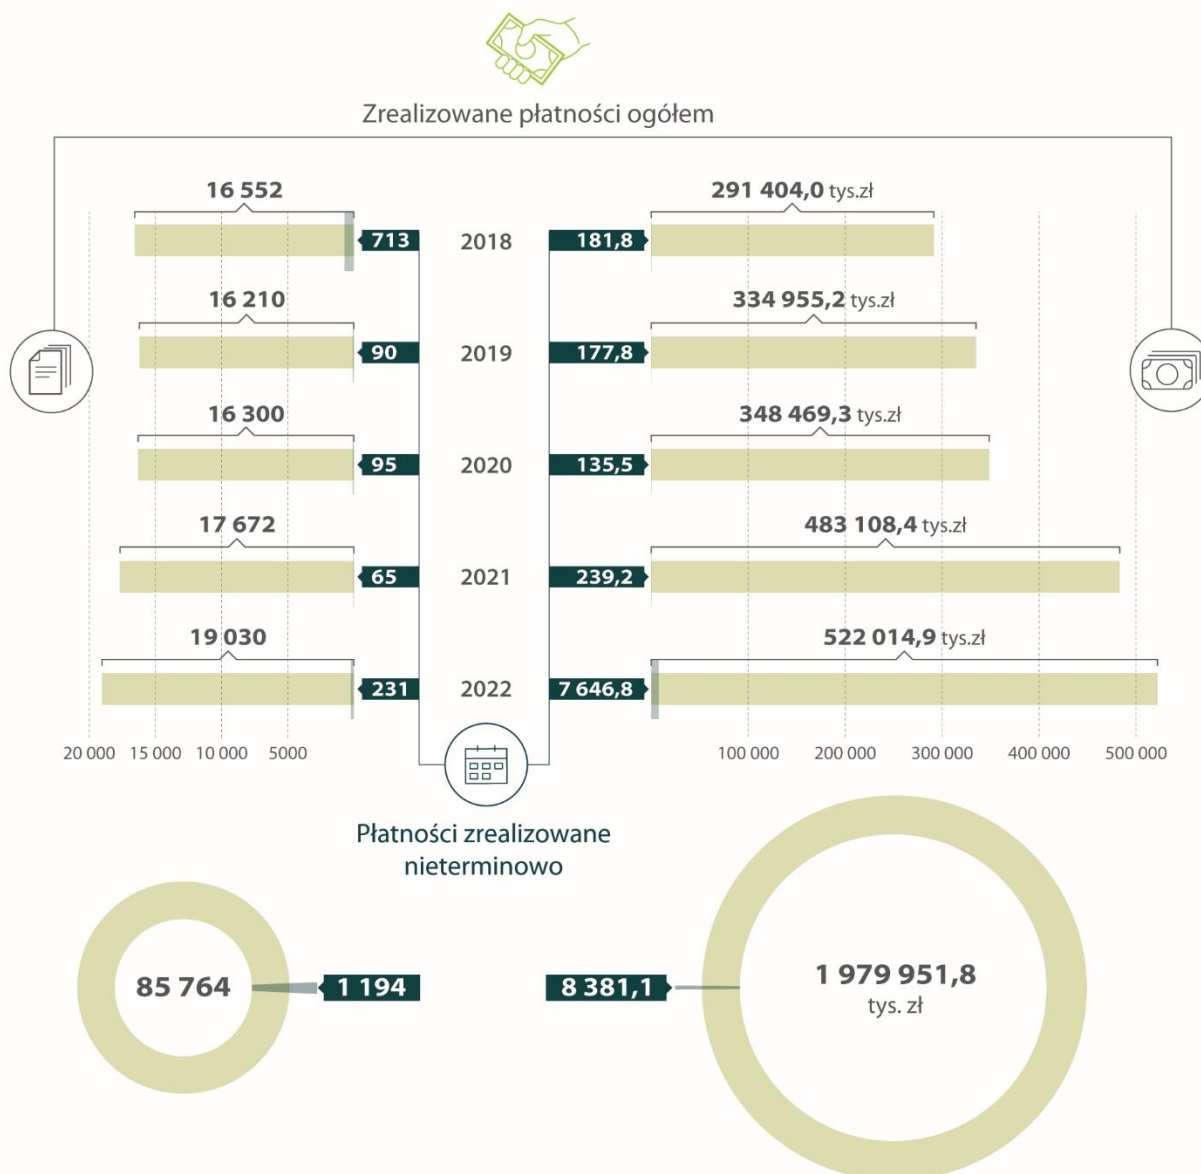 Zrealizowane płatności ogółem
16 552
291 404,0 tys.zł
713
2018
181,8
16 210
334 955,2 tys.zł
90
2019
177,8
16 300
348 469,3 tys.zł
95
2020
135,5
17 672
483 108,4 tys.zł
65
2021
239,2
19 030
522 014,9 tys.zł
231
2022
7 646,8
20 000 15 000 10 000 5000
100 000 200 000 300 000 400 000 500 000
Płatności zrealizowane
nieterminowo
85 764
1 194
8 381,1
1 979 951,8
tys. zł